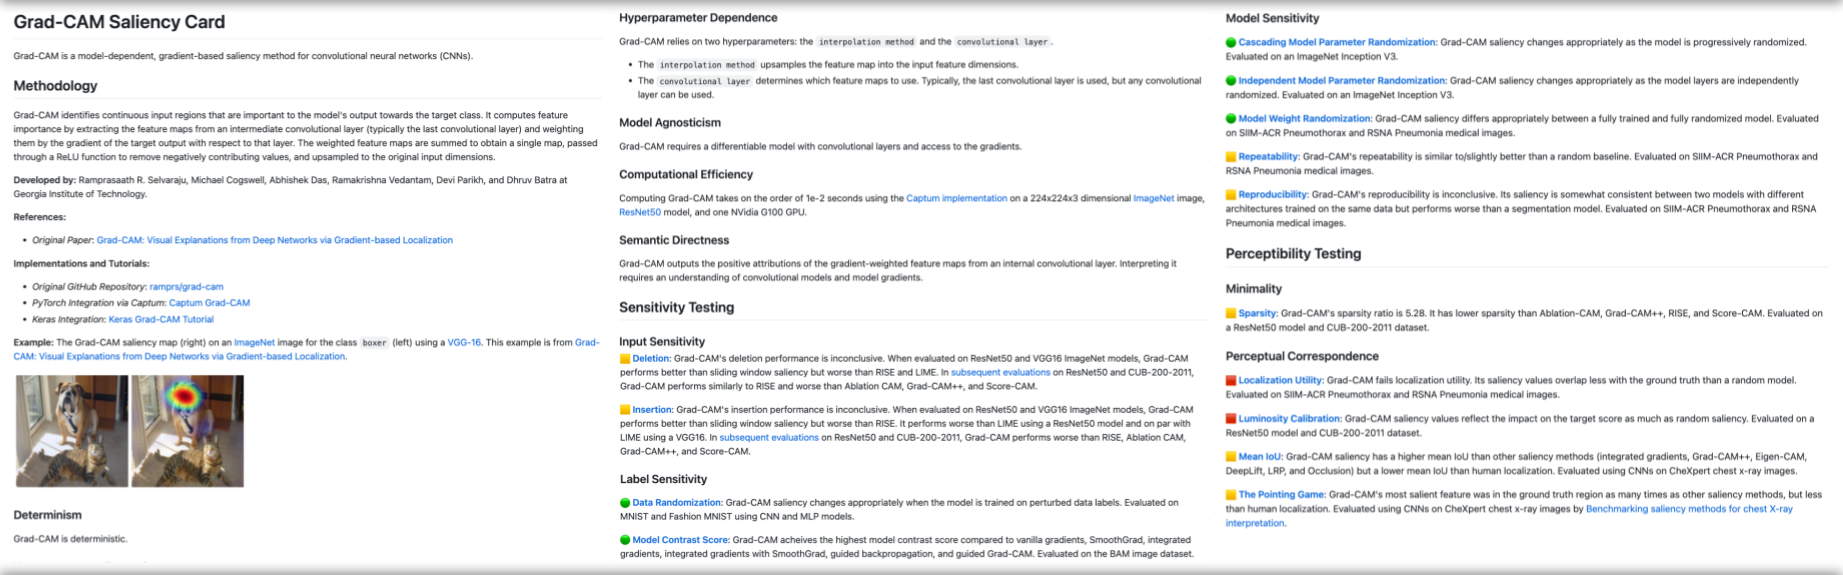 Grad-CAM Saliency Card
Grad-CAM is a model-dependent, gradient-based saliency method for convolutional neural networks (CNNs).
Methodology
Grad-CAM identifies continuous input regions that are important to the model's output towards the target class. It computes feature
importance by extracting the feature maps from an intermediate convolutional layer (typically the last convolutional layer) and weighting
them by the gradient of the target output with respect to that layer. The weighted feature maps are summed to obtain a single map, passed
through a ReLU function to remove negatively contributing values, and upsampled to the original input dimensions.
Developed by: Ramprasaath R. Selvaraju, Michael Cogswell, Abhishek Das, Ramakrishna Vedantam, Devi Parikh, and Dhruv Batra at
Georgia Institute of Technology.
References:
• Original Paper: Grad-CAM: Visual Explanations from Deep Networks via Gradient-based Localization
Implementations and Tutorials:
• Original GitHub Repository: ramprs/grad-cam
• PyTorch Integration via Captum: Captum Grad-CAM
• Keras Integration: Keras Grad-CAM Tutorial
Example: The Grad-CAM saliency map (right) on an ImageNet image for the class boxer (left) using a VGG-16. This example is from Grad-
CAM: Visual Explanations from Deep Networks via Gradient-based Localization.
Determinism
Grad-CAM is deterministic.
Hyperparameter Dependence
Grad-CAM relies on two hyperparameters: the interpolation method and the convolutional layer.
• The interpolation method upsamples the feature map into the input feature dimensions.
• The convolutional layer determines which feature maps to use. Typically, the last convolutional layer is used, but any convolutional
layer can be used.
Model Agnosticism
Grad-CAM requires a differentiable model with convolutional layers and access to the gradients.
Computational Efficiency
Computing Grad-CAM takes on the order of 1e-2 seconds using the Captum implementation on a 224x224x3 dimensional ImageNet image,
ResNet50 model, and one NVidia G100 GPU.
Semantic Directness
Grad-CAM outputs the positive attributions of the gradient-weighted feature maps from an internal convolutional layer. Interpreting it
requires an understanding of convolutional models and model gradients.
Sensitivity Testing
Input Sensitivity
Deletion: Grad-CAM's deletion performance is inconclusive. When evaluated on ResNet50 and VGG16 ImageNet models, Grad-CAM
performs better than sliding window saliency but worse than RISE and LIME. In subsequent evaluations on ResNet50 and CUB-200-2011,
Grad-CAM performs similarly to RISE and worse than Ablation CAM, Grad-CAM++, and Score-CAM.
Insertion: Grad-CAM's insertion performance is inconclusive. When evaluated on ResNet50 and VGG16 ImageNet models, Grad-CAM
performs better than sliding window saliency but worse than RISE. It performs worse than LIME using a ResNet50 model and on par with
LIME using a VGG16. In subsequent evaluations on ResNet50 and CUB-200-2011, Grad-CAM performs worse than RISE, Ablation CAM,
Grad-CAM++, and Score-CAM.
Label Sensitivity
Data Randomization: Grad-CAM saliency changes appropriately when the model is trained on perturbed data labels. Evaluated on
MNIST and Fashion MNIST using CNN and MLP models.
Model Contrast Score: Grad-CAM acheives the highest model contrast score compared to vanilla gradients, SmoothGrad, integrated
gradients, integrated gradients with SmoothGrad, guided backpropagation, and guided Grad-CAM. Evaluated on the BAM image dataset.
Model Sensitivity
Cascading Model Parameter Randomization: Grad-CAM saliency changes appropriately as the model is progressively randomized.
Evaluated on an ImageNet Inception V3.
Independent Model Parameter Randomization: Grad-CAM saliency changes appropriately as the model layers are independently
randomized. Evaluated on an ImageNet Inception V3.
Model Weight Randomization: Grad-CAM saliency differs appropriately between a fully trained and fully randomized model. Evaluated
on SIIM-ACR Pneumothorax and RSNA Pneumonia medical images.
Repeatability: Grad-CAM's repeatability is similar to/slightly better than a random baseline. Evaluated on SIIM-ACR Pneumothorax and
RSNA Pneumonia medical images.
Reproducibility: Grad-CAM's reproducibility is inconclusive. Its saliency is somewhat consistent between two models with different
architectures trained on the same data but performs worse than a segmentation model. Evaluated on SIIM-ACR Pneumothorax and RSNA
Pneumonia medical images.
Perceptibility Testing
Minimality
Sparsity: Grad-CAM's sparsity ratio is 5.28. It has lower sparsity than Ablation-CAM, Grad-CAM++, RISE, and Score-CAM. Evaluated on
a ResNet50 model and CUB-200-2011 dataset.
Perceptual Correspondence
Localization Utility: Grad-CAM fails localization utility. Its saliency values overlap less with the ground truth than a random model.
Evaluated on SIIM-ACR Pneumothorax and RSNA Pneumonia medical images.
Luminosity Calibration: Grad-CAM saliency values reflect the impact on the target score as much as random saliency. Evaluated on a
ResNet50 model and CUB-200-2011 dataset.
Mean IoU: Grad-CAM saliency has a higher mean IoU than other saliency methods (integrated gradients, Grad-CAM++, Eigen-CAM,
DeepLift, LRP, and Occlusion) but a lower mean IoU than human localization. Evaluated using CNNs on CheXpert chest x-ray images.
The Pointing Game: Grad-CAM's most salient feature was in the ground truth region as many times as other saliency methods, but less
than human localization. Evaluated using CNNs on CheXpert chest x-ray images by Benchmarking saliency methods for chest X-ray
interpretation.